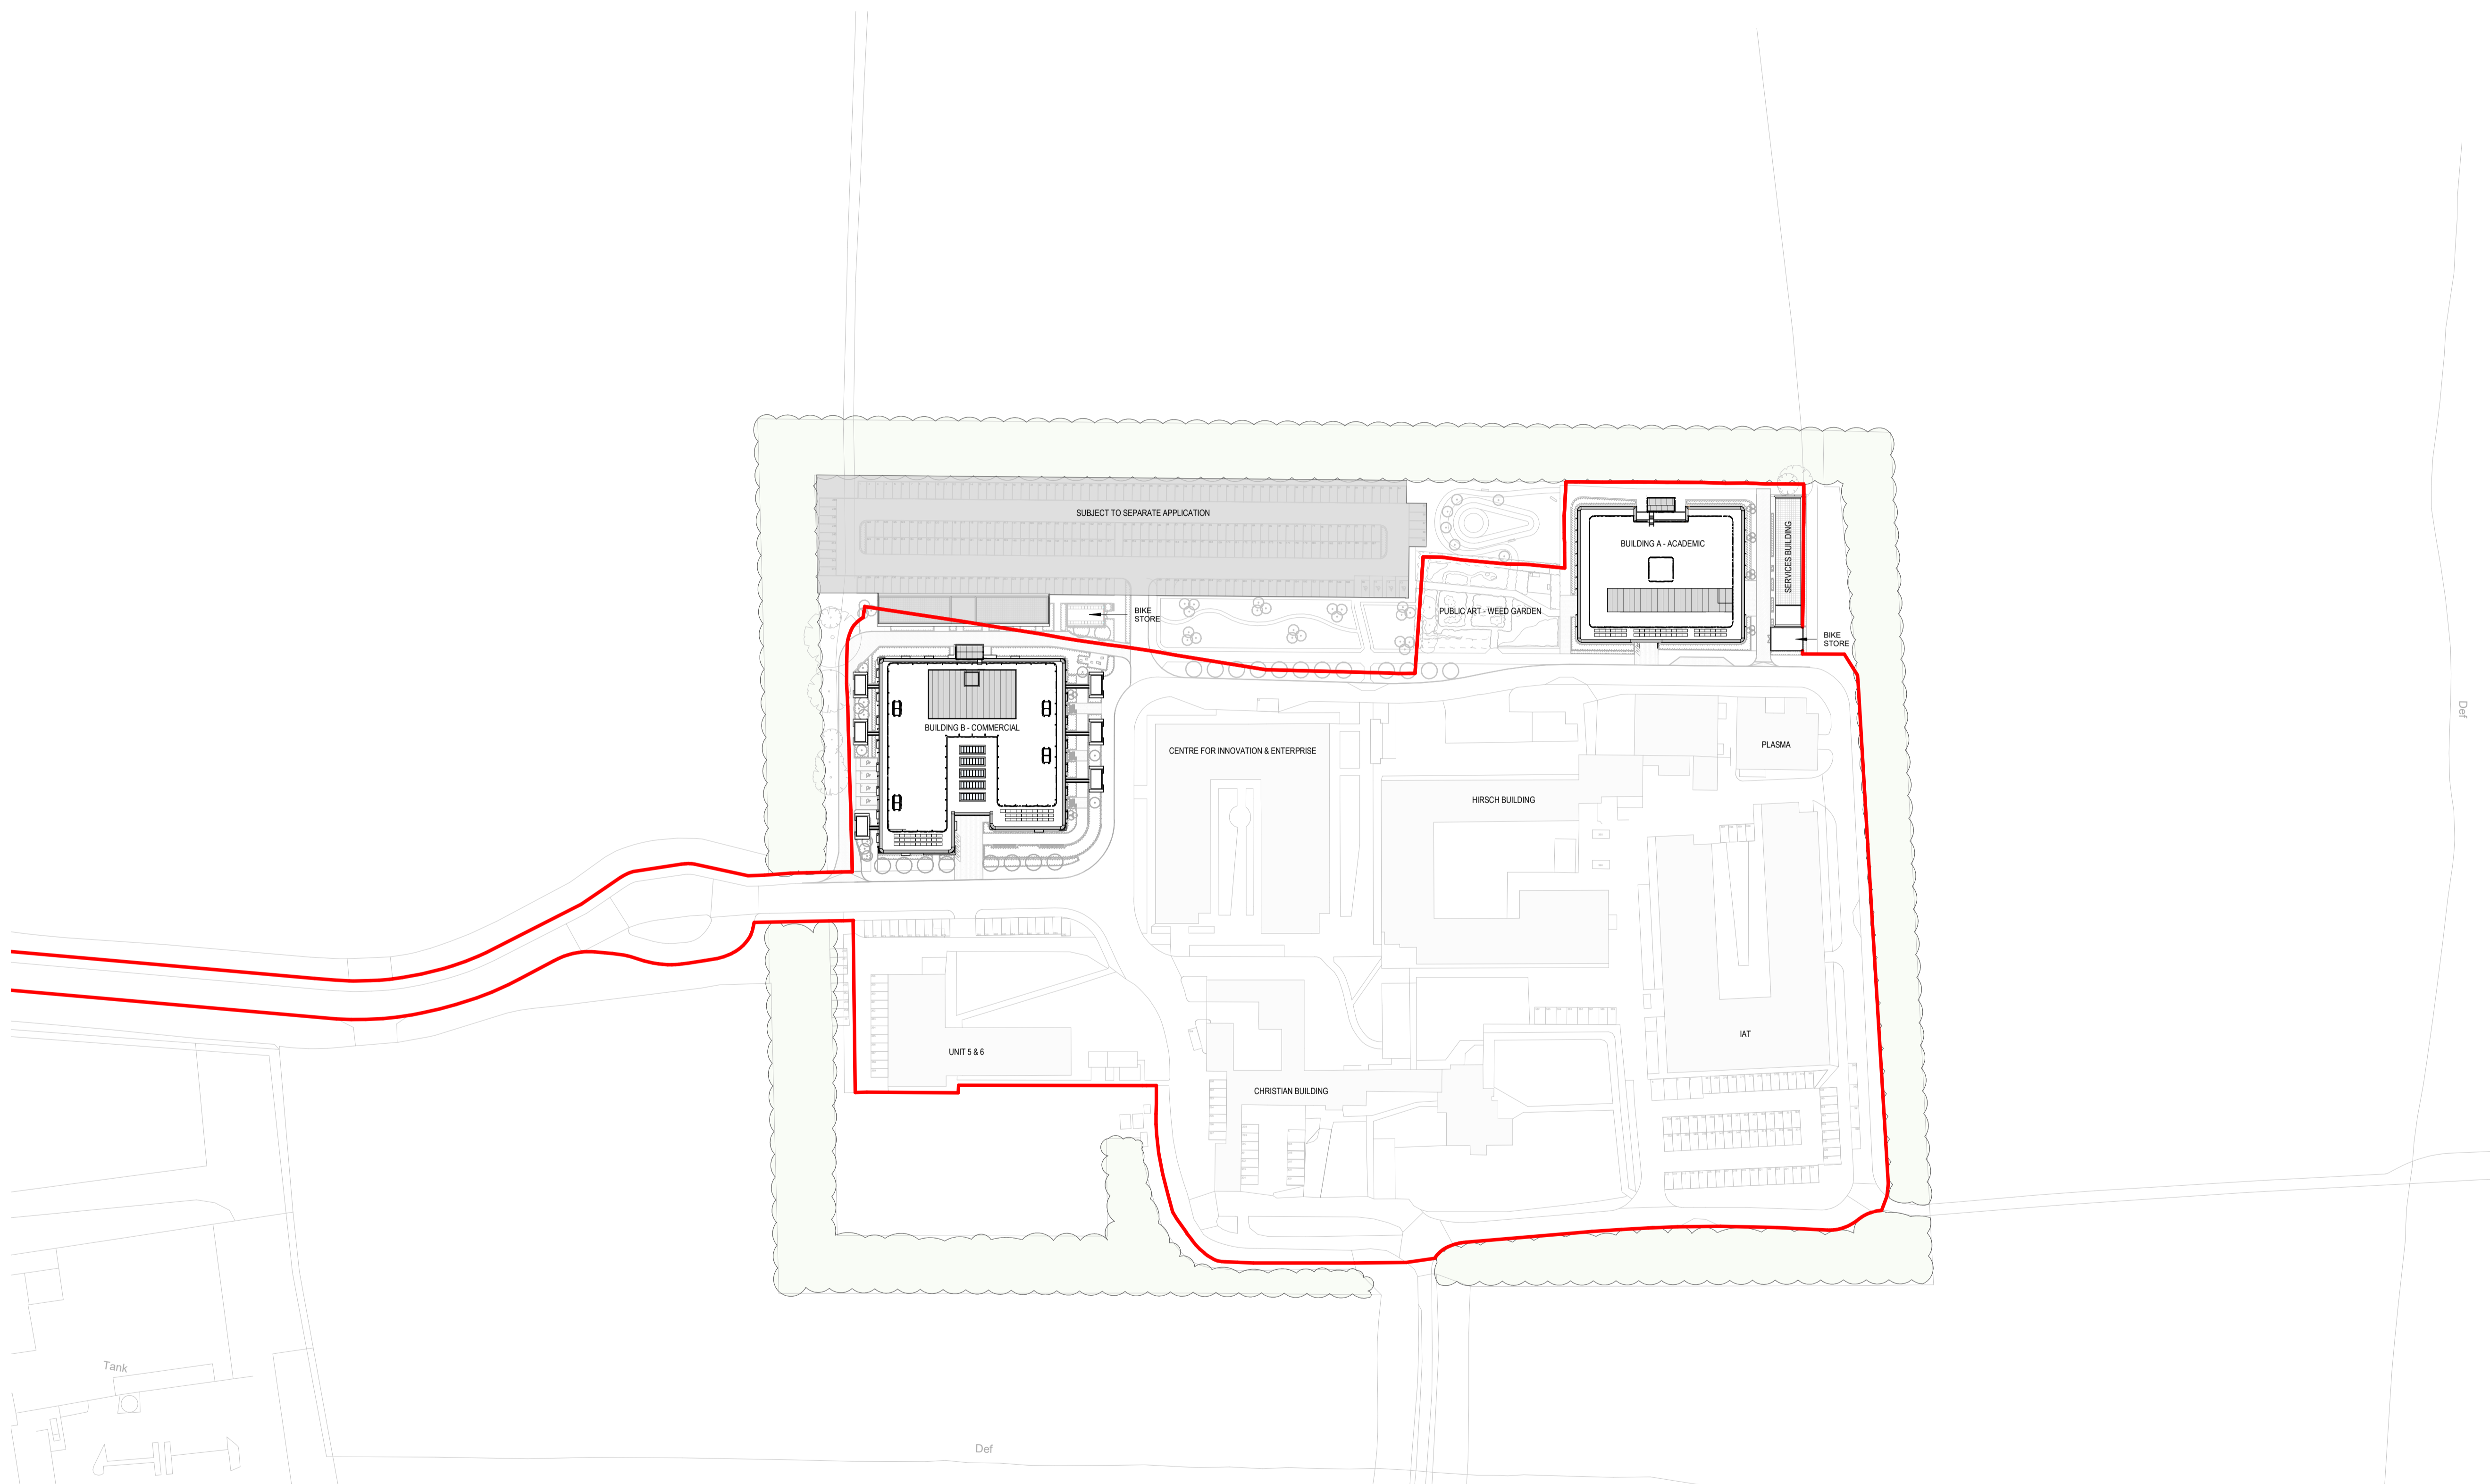 SUBJECT TO SEPARATE APPLICATION
BUILDING A - ACADEMIC
SERVICES BUILDING
BIKE
STORE
PUBLIC ART - WEED GARDEN
BIKE
STORE
BUILDING B - COMMERCIAL
CENTRE FOR INNOVATION & ENTERPRISE
PLASMA
HIRSCH BUILDING
Def
IAT
UNIT 5 & 6
CHRISTIAN BUILDING
Tank
Def